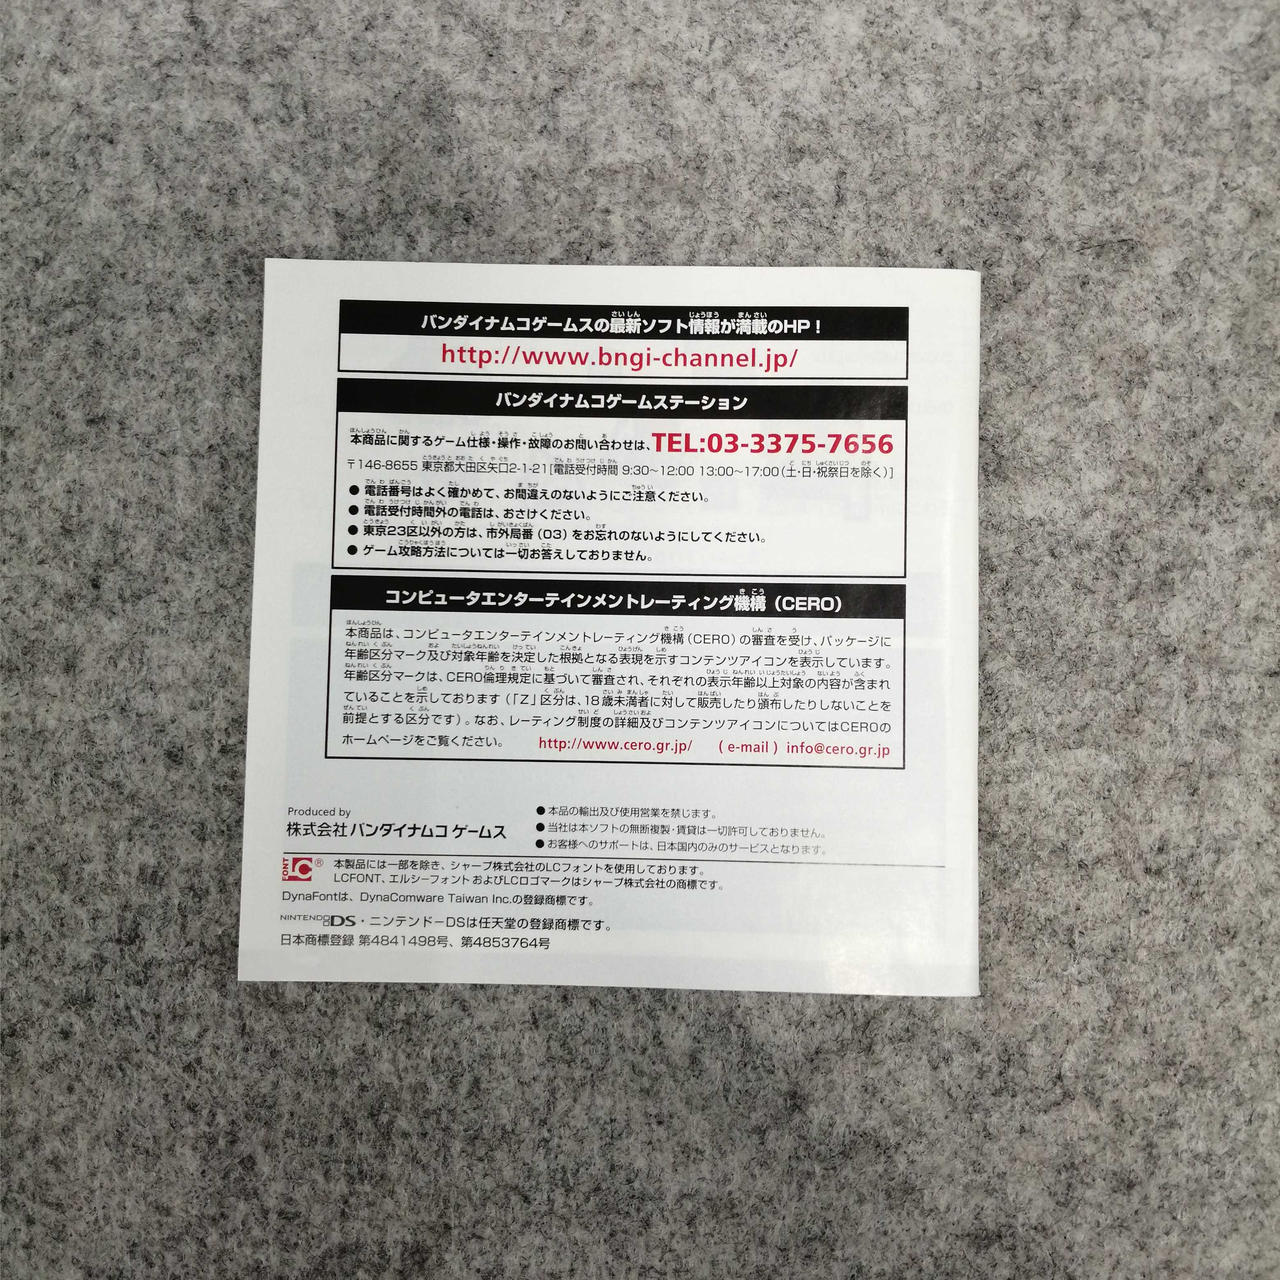 バンダイナムコゲームスの最新ソフト情報が満載のHP！
http://www.bngi-channel.jp/
バンダイナムコゲームステーション
本商品に関するゲーム仕様・操作・故障のお問い合わせは、TEL:03-3375-7656
〒146-8655 東京都大田区矢口2-1-21[電話受付時間 9:30～12:00 13:00～17:00(土・日・祝祭日を除く)]
● 電話番号はよく確かめて、お間違えのないようにご注意ください。
● 電話受付時間外の電話は、おさけください。
● 東京23区以外の方は、市外局番（03）をお忘れのないようにしてください。
● ゲーム攻略方法については一切お答えしておりません。
コンピュータエンターテインメントレーティング機構（CERO）
本商品は、コンピュータエンターテインメントレーティング機構（CERO）の審査を受け、パッケージに
年齢区分マーク及び対象年齢を決定した根拠となる表現を示すコンテンツアイコンを表示しています。
年齢区分マークは、CERO倫理規定に基づいて審査され、それぞれの表示年齢以上対象の内容が含まれ
ていることを示しております（「Z」区分は、18歳未満者に対して販売したり頒布したりしないことを
前提とする区分です）。なお、レーティング制度の詳細及びコンテンツアイコンについてはCEROの
ホームページをご覧ください。 http://www.cero.gr.jp/ （e-mail）info@cero.gr.jp
Produced by
株式会社 バンダイナムコ ゲームス
● 本品の輸出及び使用営業を禁じます。
● 当社は本ソフトの無断複製・賃貸は一切許可しておりません。
● お客様へのサポートは、日本国内のみのサービスとなります。
LC FONT ® 本製品には一部を除き、シャープ株式会社のLCフォントを使用しております。
LCFONT、エルシーフォントおよびLCロゴマークはシャープ株式会社の商標です。
DynaFontは、DynaComware Taiwan Inc.の登録商標です。
NINTENDO DS・ニンテンドーDSは任天堂の登録商標です。
日本商標登録 第4841498号、第4853764号